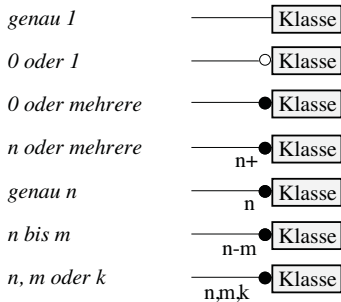 genau 1 Klasse
0 oder 1 Klasse
0 oder mehrere Klasse
n oder mehrere n+ Klasse
genau n n Klasse
n bis m n-m Klasse
n, m oder k n,m,k Klasse